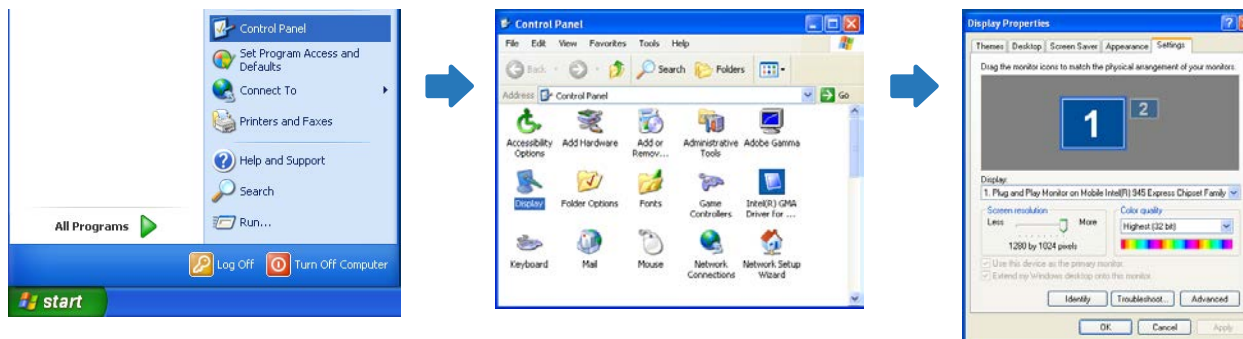 Control Panel
Set Program Access and
Defaults
Connect To
Printers and Faxes
Help and Support
Search
Run...
All Programs
Log Off
Turn Off Computer
start
Control Panel
File Edit View Favorites Tools Help
Back
Search
Folders
Address
Control Panel
Go
Accessibility
Options
Add Hardware
Add or
Remov...
Administrative
Tools
Adobe Gamma
Display
Folder Options
Fonts
Game
Controllers
Intel(R) GMA
Driver for ...
Keyboard
Mail
Mouse
Network
Connections
Network Setup
Wizard
Display Properties
Themes Desktop Screen Saver Appearance Settings
Drag the monitor icons to match the physical arrangement of your monitors.
1
2
Display:
1. Plug and Play Monitor on Mobile Intel(R) 945 Express Chipset Family
Screen resolution
Less
More
1280 by 1024 pixels
Color quality
Highest (32 bit)
Use this device as the primary monitor.
Extend my Windows desktop onto this monitor.
Identify
Troubleshoot...
Advanced
OK
Cancel
Apply